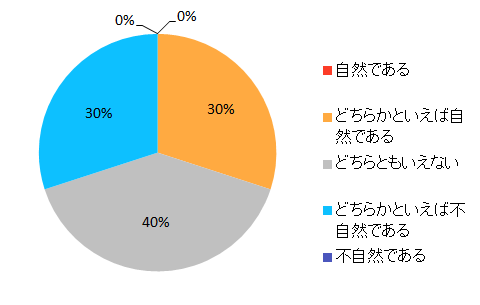 0%
0%
30%
30%
40%
自然である
どちらかといえば自
然である
どちらともいえない
どちらかといえば不
自然である
不自然である